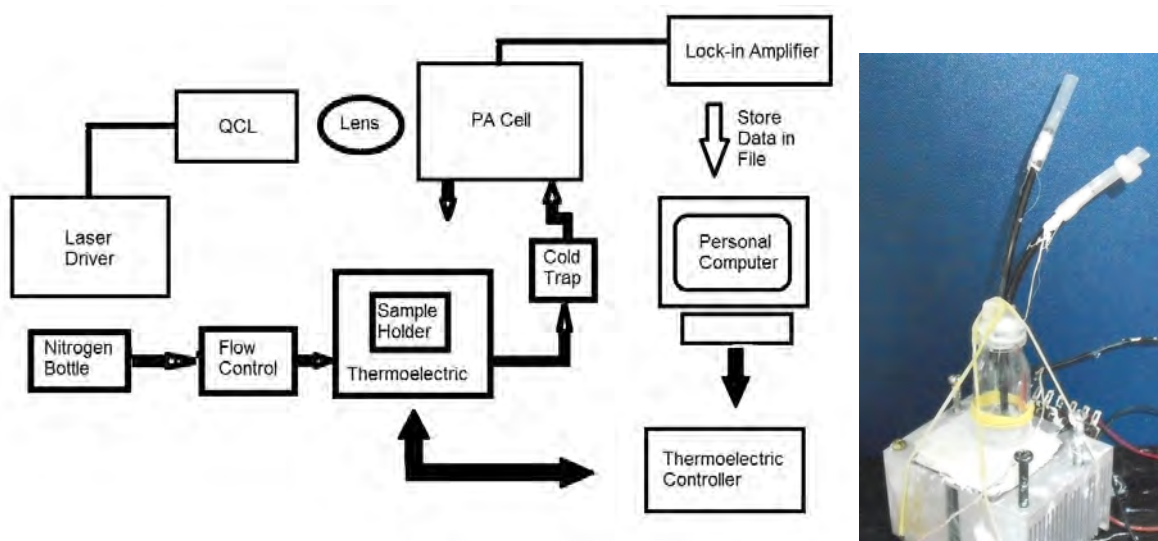 Lock-in Amplifier
QCL
Lens
PA Cell
Store
Data in
File
Laser
Driver
Personal
Computer
Cold
Trap
Sample
Holder
Nitrogen
Bottle
Flow
Control
Thermoelectric
Thermoelectric
Controller